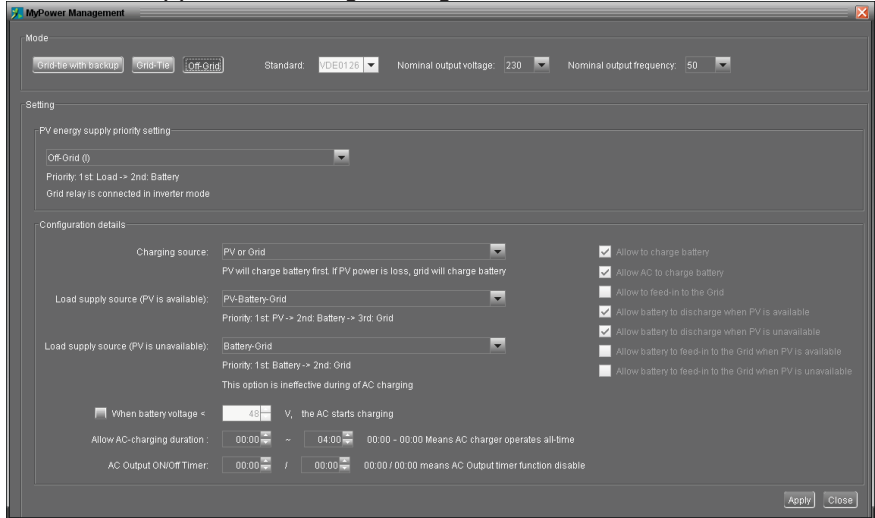 MyPower Management
Mode
Grid-tie with backup Grid-Tie Off-Grid Standard: VDE0126 Nominal output voltage: 230 Nominal output frequency: 50
Setting
PV energy supply priority setting
Off-Grid (I)
Priority: 1st: Load -> 2nd: Battery
Grid relay is connected in inverter mode
Configuration details
Charging source: PV or Grid
PV will charge battery first. If PV power is loss, grid will charge battery
Load supply source (PV is available): PV-Battery-Grid
Priority: 1st: PV -> 2nd: Battery -> 3rd: Grid
Load supply source (PV is unavailable): Battery-Grid
Priority: 1st: Battery -> 2nd: Grid
This option is ineffective during of AC charging
When battery voltage < 48 V, the AC starts charging
Allow AC-charging duration : 00:00 ~ 04:00 00:00 - 00:00 Means AC charger operates all-time
AC Output ON/Off Timer: 00:00 / 00:00 00:00 / 00:00 means AC Output timer function disable
Allow to charge battery
Allow AC to charge battery
Allow to feed-in to the Grid
Allow battery to discharge when PV is available
Allow battery to discharge when PV is unavailable
Allow battery to feed-in to the Grid when PV is available
Allow battery to feed-in to the Grid when PV is unavailable
Apply Close